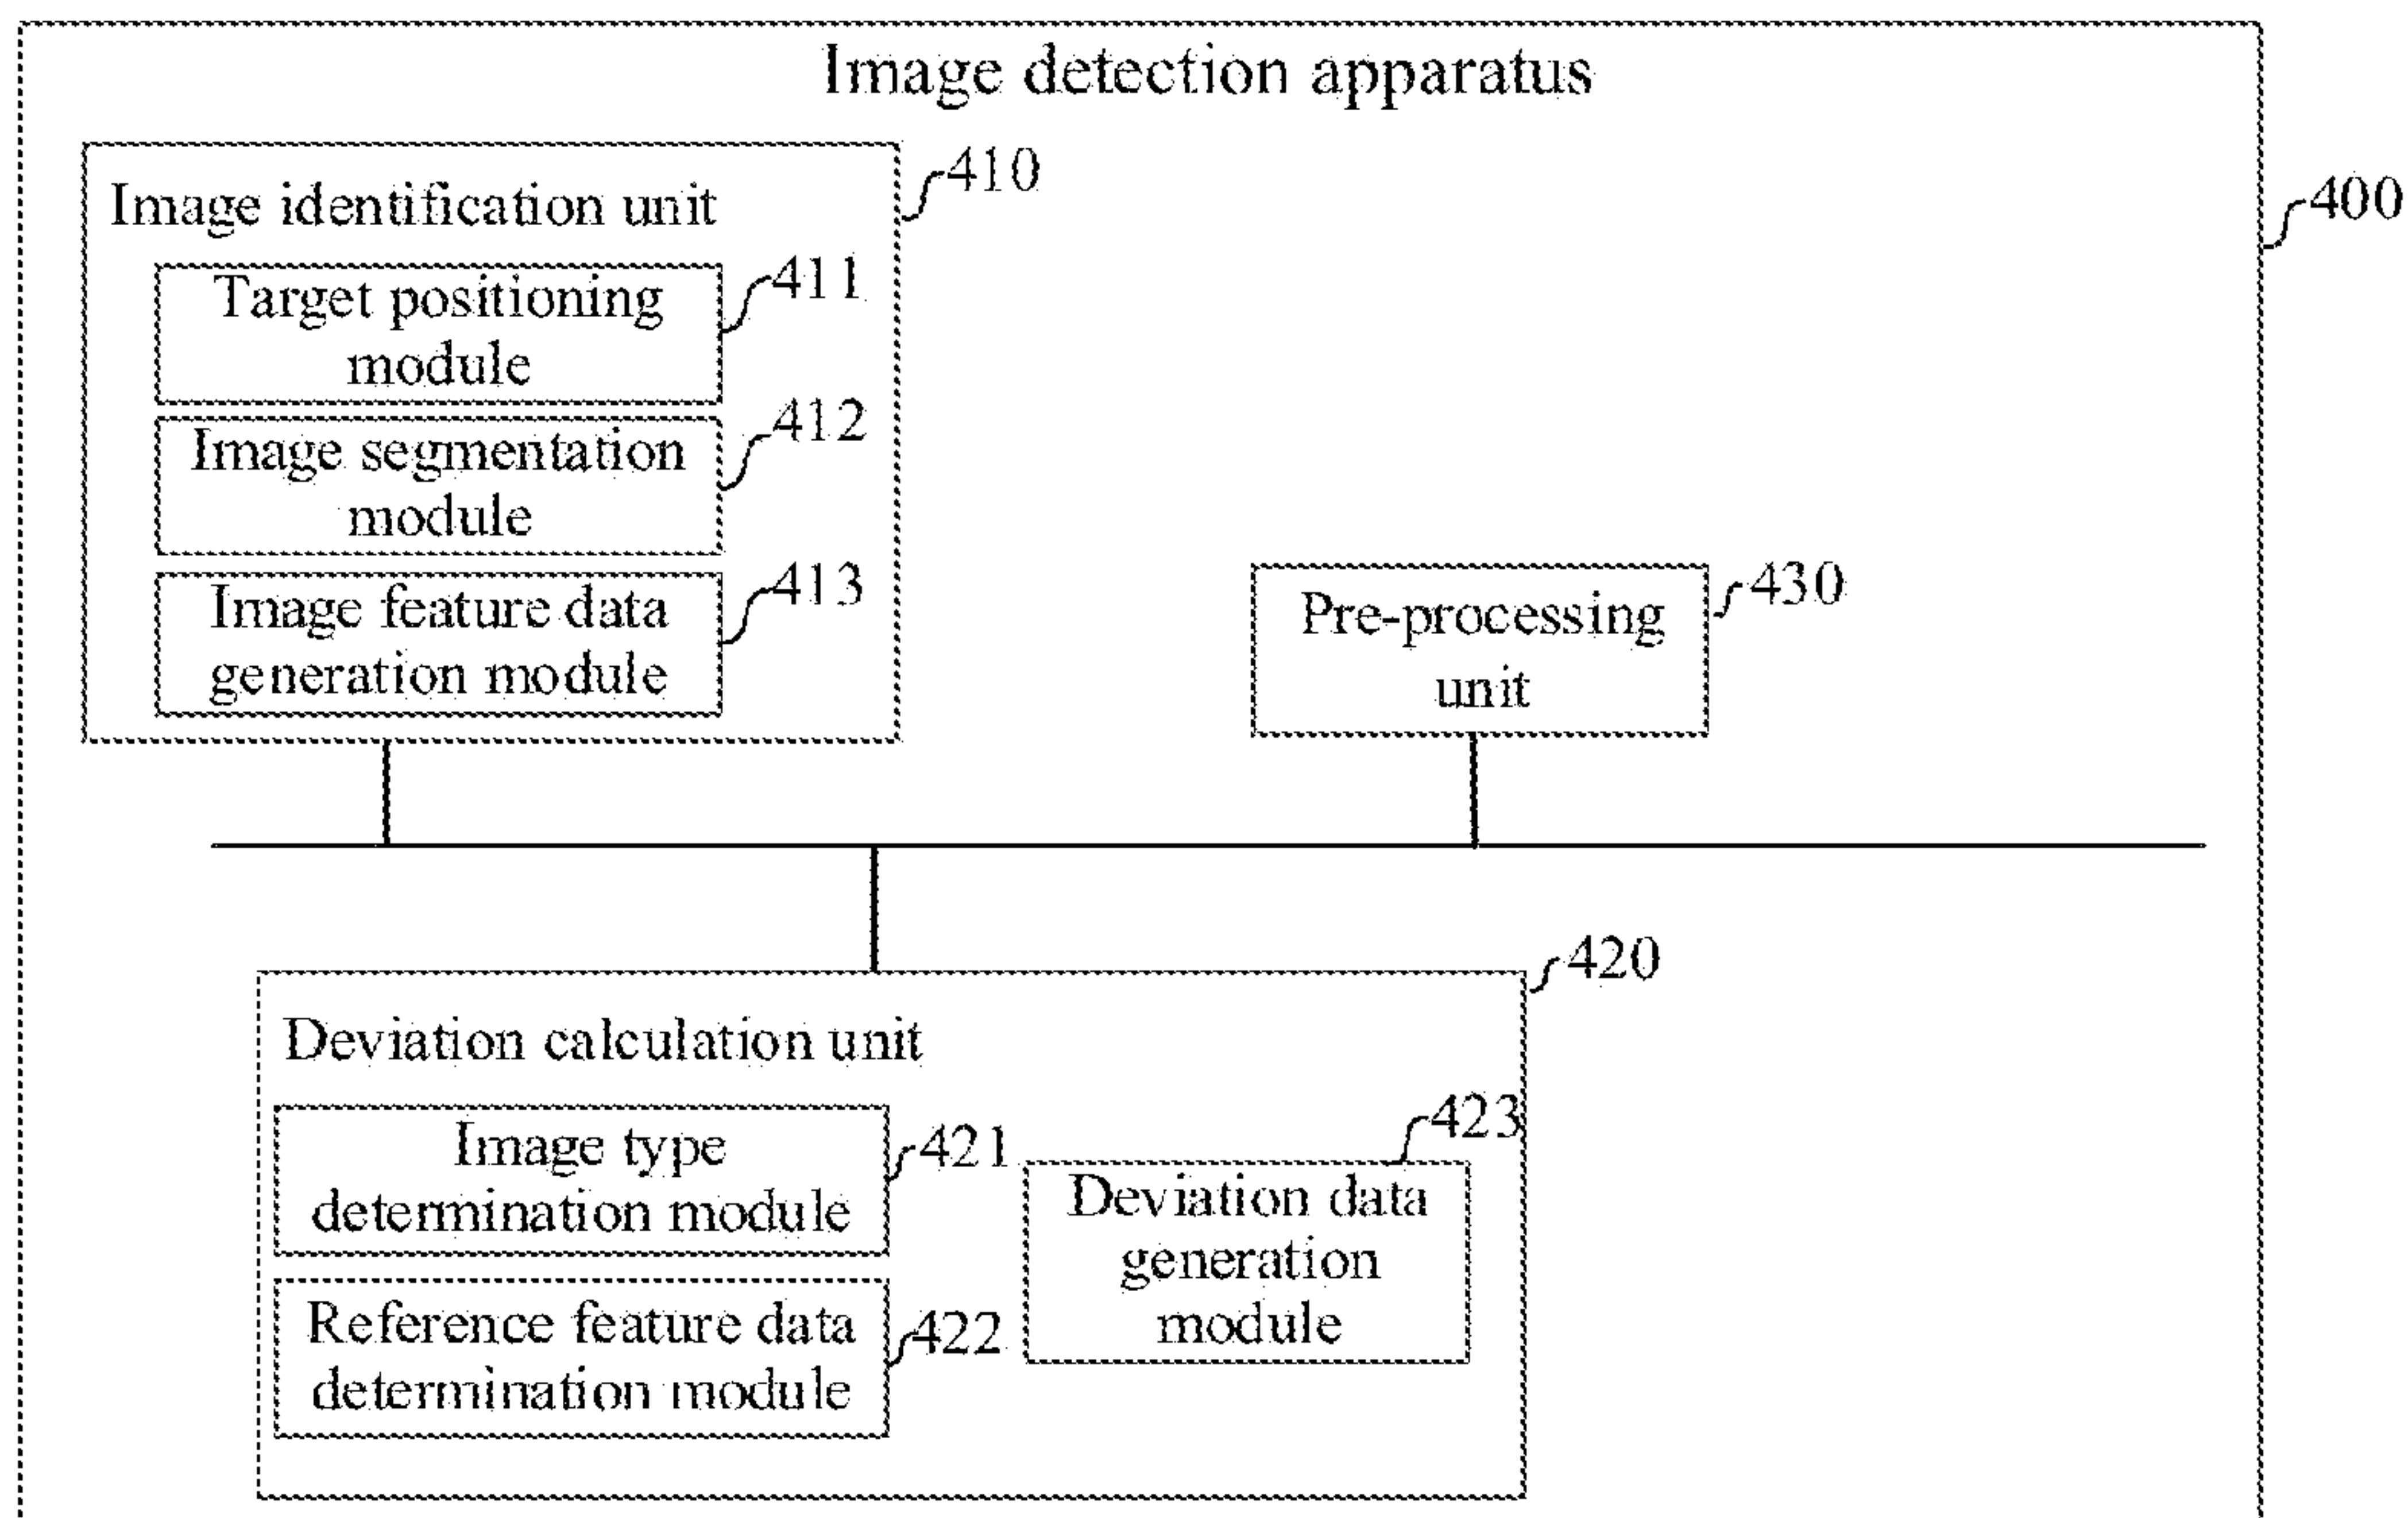 Image detection apparatus
410
Image identification unit
400
411
Target positioning
module
412
Image segmentation
module
413
Image feature data
generation module
430
Pre-processing
unit
420
Deviation calculation unit
421
Image type
determination module
423
Deviation data
generation
module
422
Reference feature data
determination module